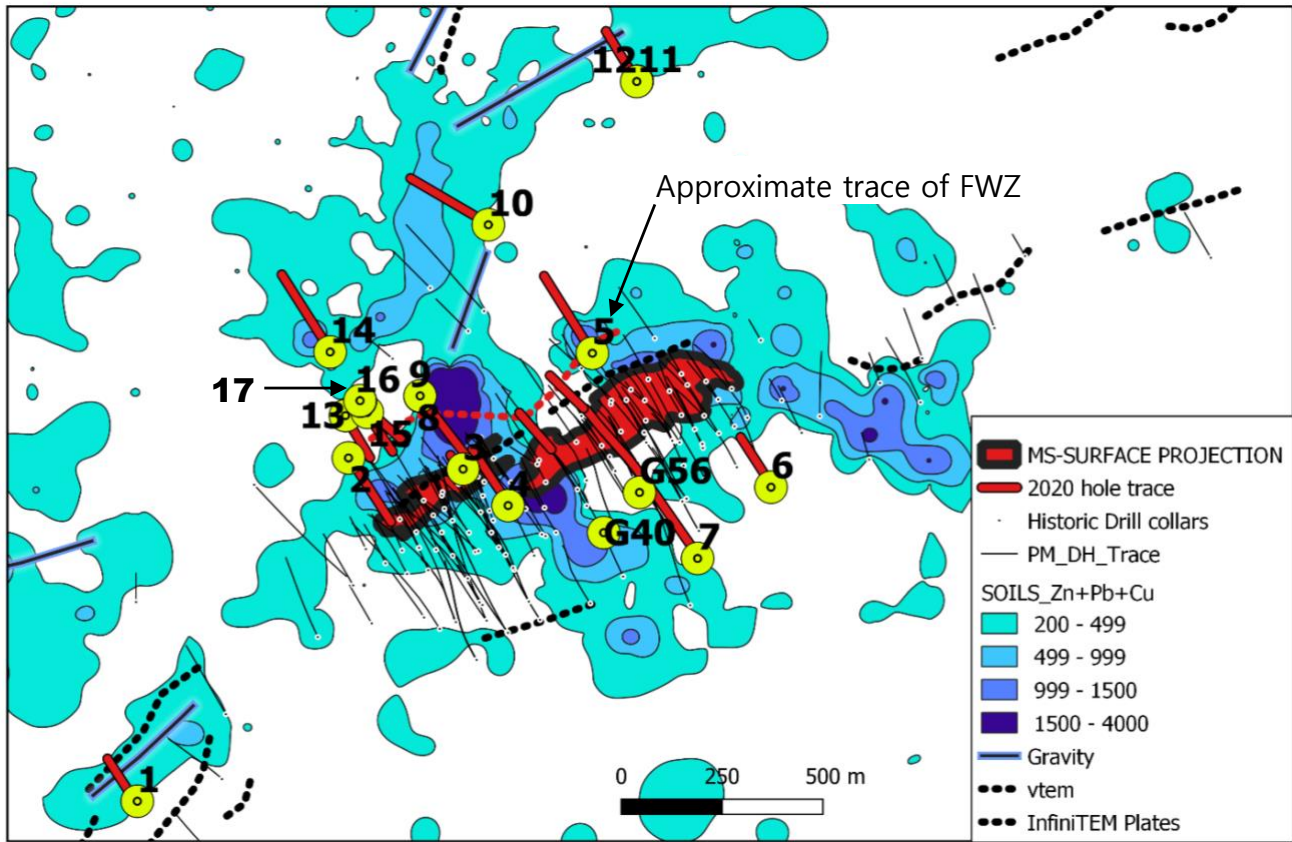 1211
10
Approximate trace of FWZ
5
14
17
16
9
13
8
15
3
2
4
G56
6
G40
7
1
0 250 500 m
MS-SURFACE PROJECTION
2020 hole trace
Historic Drill collars
PM_DH_Trace
SOILS_Zn+Pb+Cu
200 - 499
499 - 999
999 - 1500
1500 - 4000
Gravity
vtem
InfiniTEM Plates